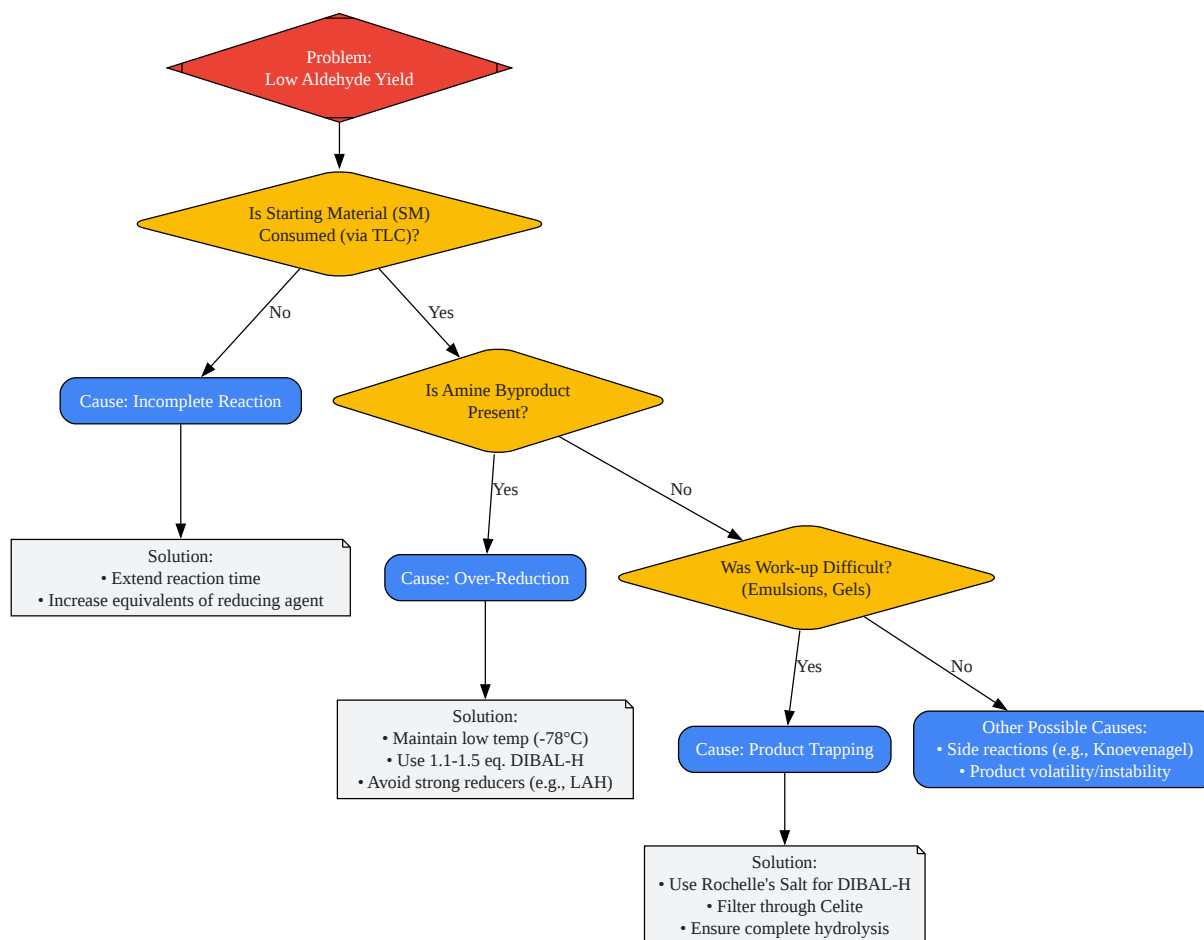 Problem:
Low Aldehyde Yield
Is Starting Material (SM)
Consumed (via TLC)?
No
Yes
Cause: Incomplete Reaction
Is Amine Byproduct
Present?
Solution:
• Extend reaction time
• Increase equivalents of reducing agent
Yes
No
Cause: Over-Reduction
Was Work-up Difficult?
(Emulsions, Gels)
Solution:
• Maintain low temp (-78°C)
• Use 1.1-1.5 eq. DIBAL-H
• Avoid strong reducers (e.g., LAH)
Yes
No
Cause: Product Trapping
Other Possible Causes:
• Side reactions (e.g., Knoevenagel)
• Product volatility/instability
Solution:
• Use Rochelle's Salt for DIBAL-H
• Filter through Celite
• Ensure complete hydrolysis